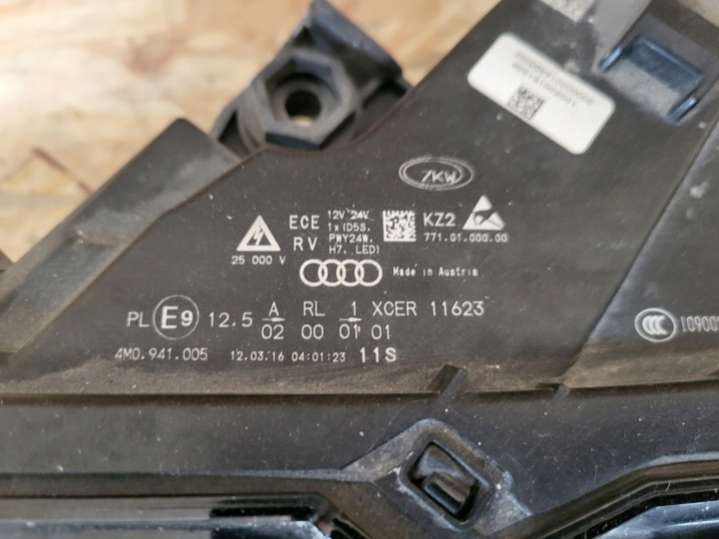 ZKW
ECE 12V 24V. KZ2
1x(D5S.
RV PWY24W. 771.01.000.00
H7. LED)
25 000 V
Made in Austria
PL E9 12.5 A RL 1 XCER 11623
02 00 01 01
4M0.941.005 12.03.16 04:01:23 11S
CCC